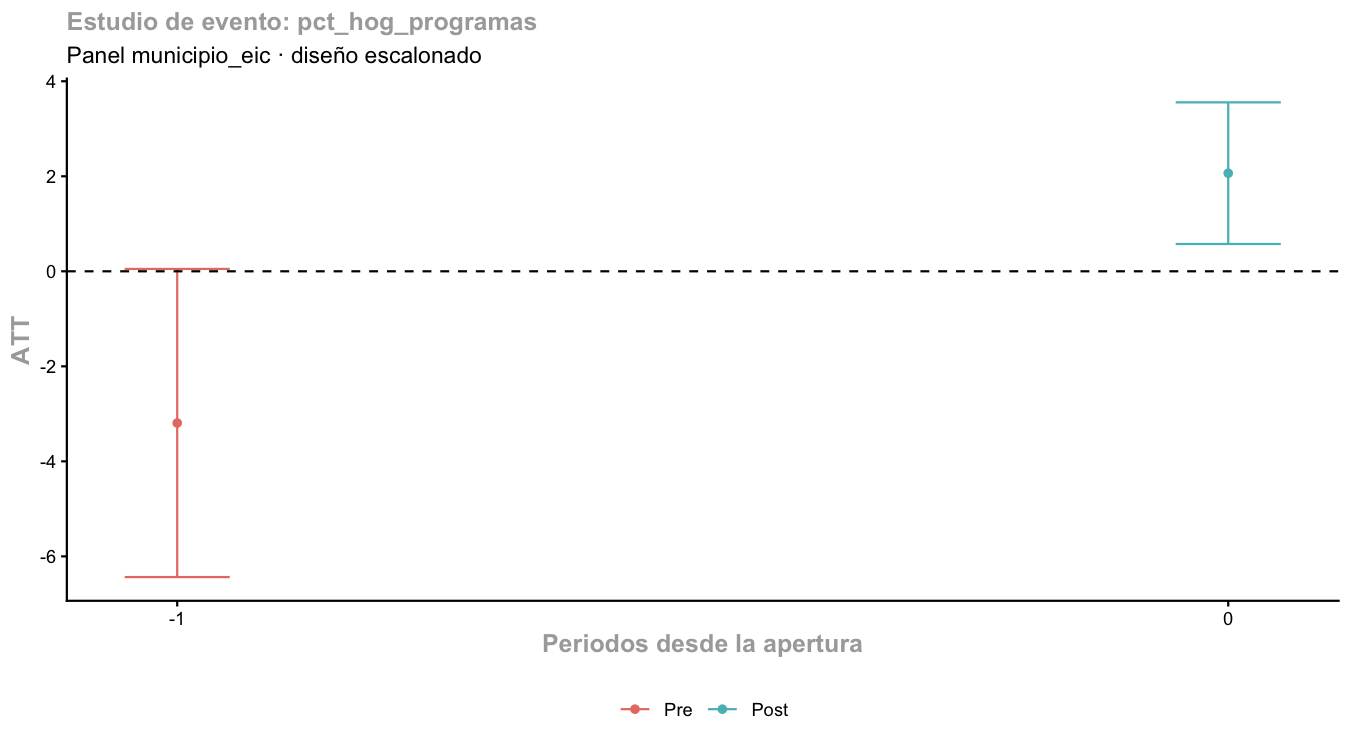 Estudio de evento: pct_hog_programas
Panel municipio_eic · diseño escalonado
4
2
0
-2
-4
-6
ATT
-1
0
Periodos desde la apertura
Pre
Post